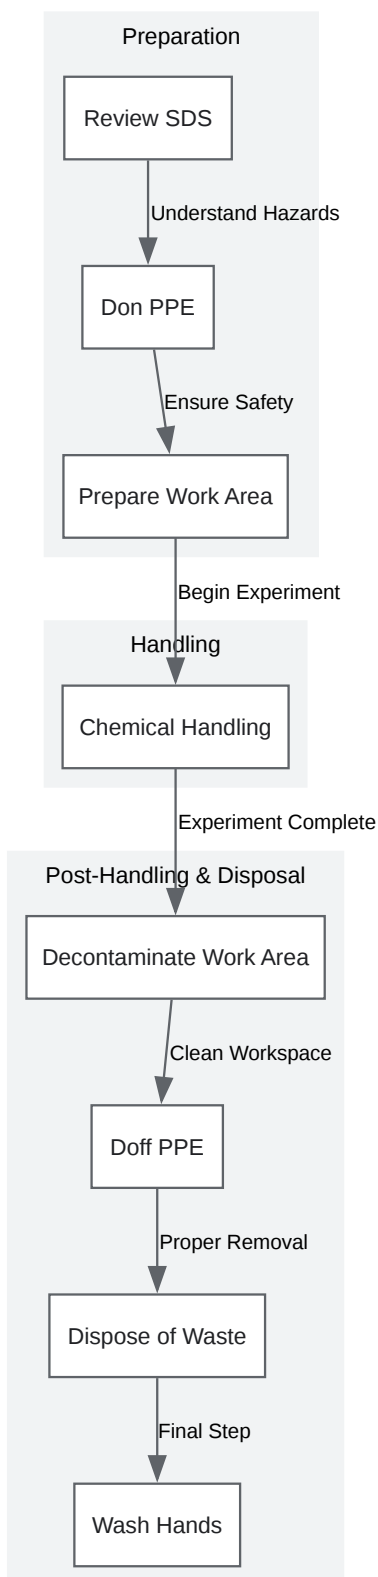 Preparation
Review SDS
Understand Hazards
Don PPE
Ensure Safety
Prepare Work Area
Begin Experiment
Handling
Chemical Handling
Experiment Complete
Post-Handling & Disposal
Decontaminate Work Area
Clean Workspace
Doff PPE
Proper Removal
Dispose of Waste
Final Step
Wash Hands